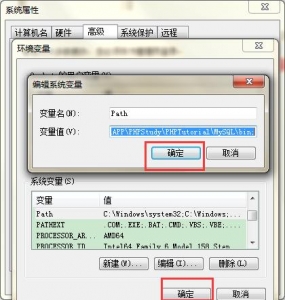 系统属性
计算机名 硬件 高级 系统保护 远程
环境变量
编辑系统变量
变量名(N): Path
变量值(V): APP\PHPStudy\PHPTutorial\MySQL\bin;
确定 取消
系统变量(S)
变量 值
Path C:\Windows\system32;C:\Windows;...
PATHEXT .COM;.EXE;.BAT;.CMD;.VBS;.VBE;...
PROCESSOR_AR... AMD64
PROCESSOR_ID Intel64 Family 6 Model 158 Step
新建(W)... 编辑(I)... 删除(L)
确定 取消